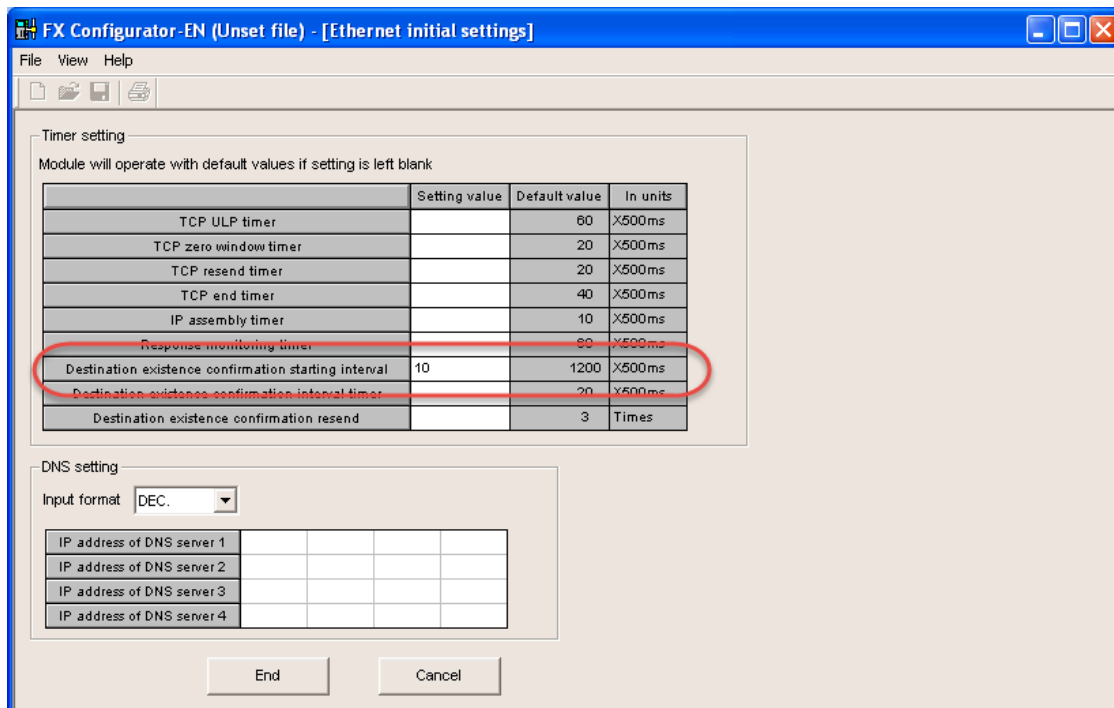 FX Configurator-EN (Unset file) - [Ethernet initial settings]
File View Help
Timer setting
Module will operate with default values if setting is left blank
Setting value Default value In units
TCP ULP timer 60 X500ms
TCP zero window timer 20 X500ms
TCP resend timer 20 X500ms
TCP end timer 40 X500ms
IP assembly timer 10 X500ms
Response monitoring timer 60 X500ms
Destination existence confirmation starting interval 10 1200 X500ms
Destination existence confirmation interval timer 20 X500ms
Destination existence confirmation resend 3 Times
DNS setting
Input format DEC.
IP address of DNS server 1
IP address of DNS server 2
IP address of DNS server 3
IP address of DNS server 4
End Cancel